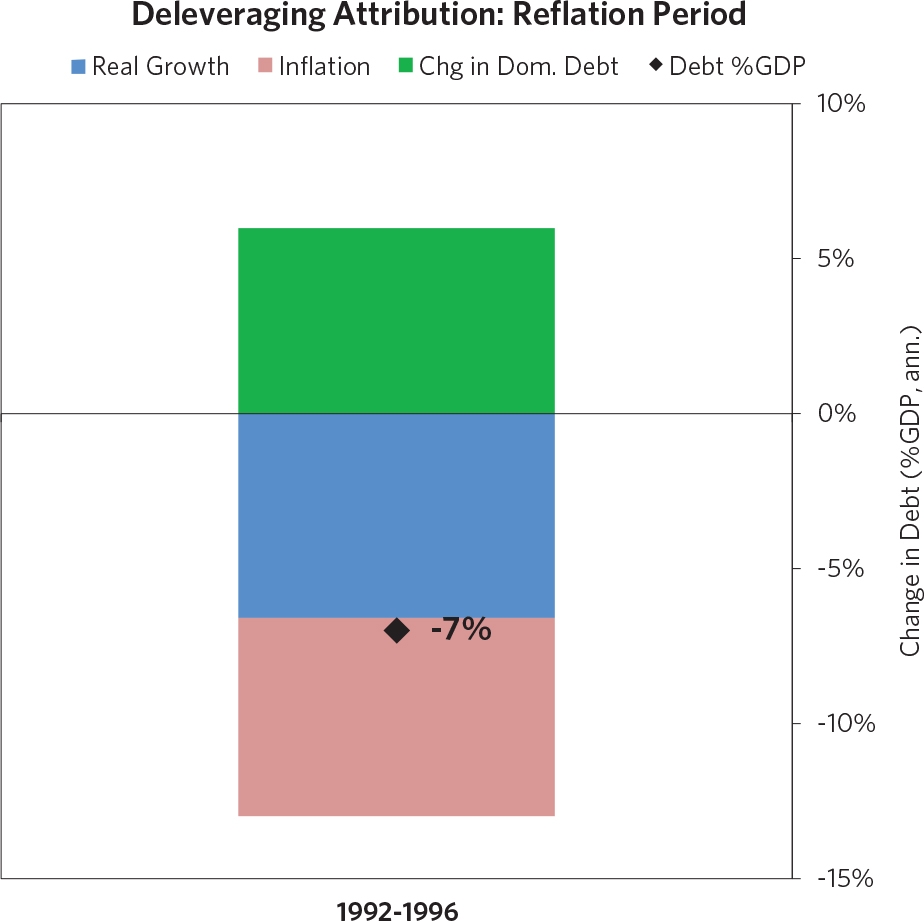 Deleveraging Attribution: Reflation Period
Real Growth Inflation Chg in Dom. Debt Debt %GDP
10%
5%
0%
-5%
-7%
-10%
-15%
Change in Debt (%GDP, ann.)
1992-1996